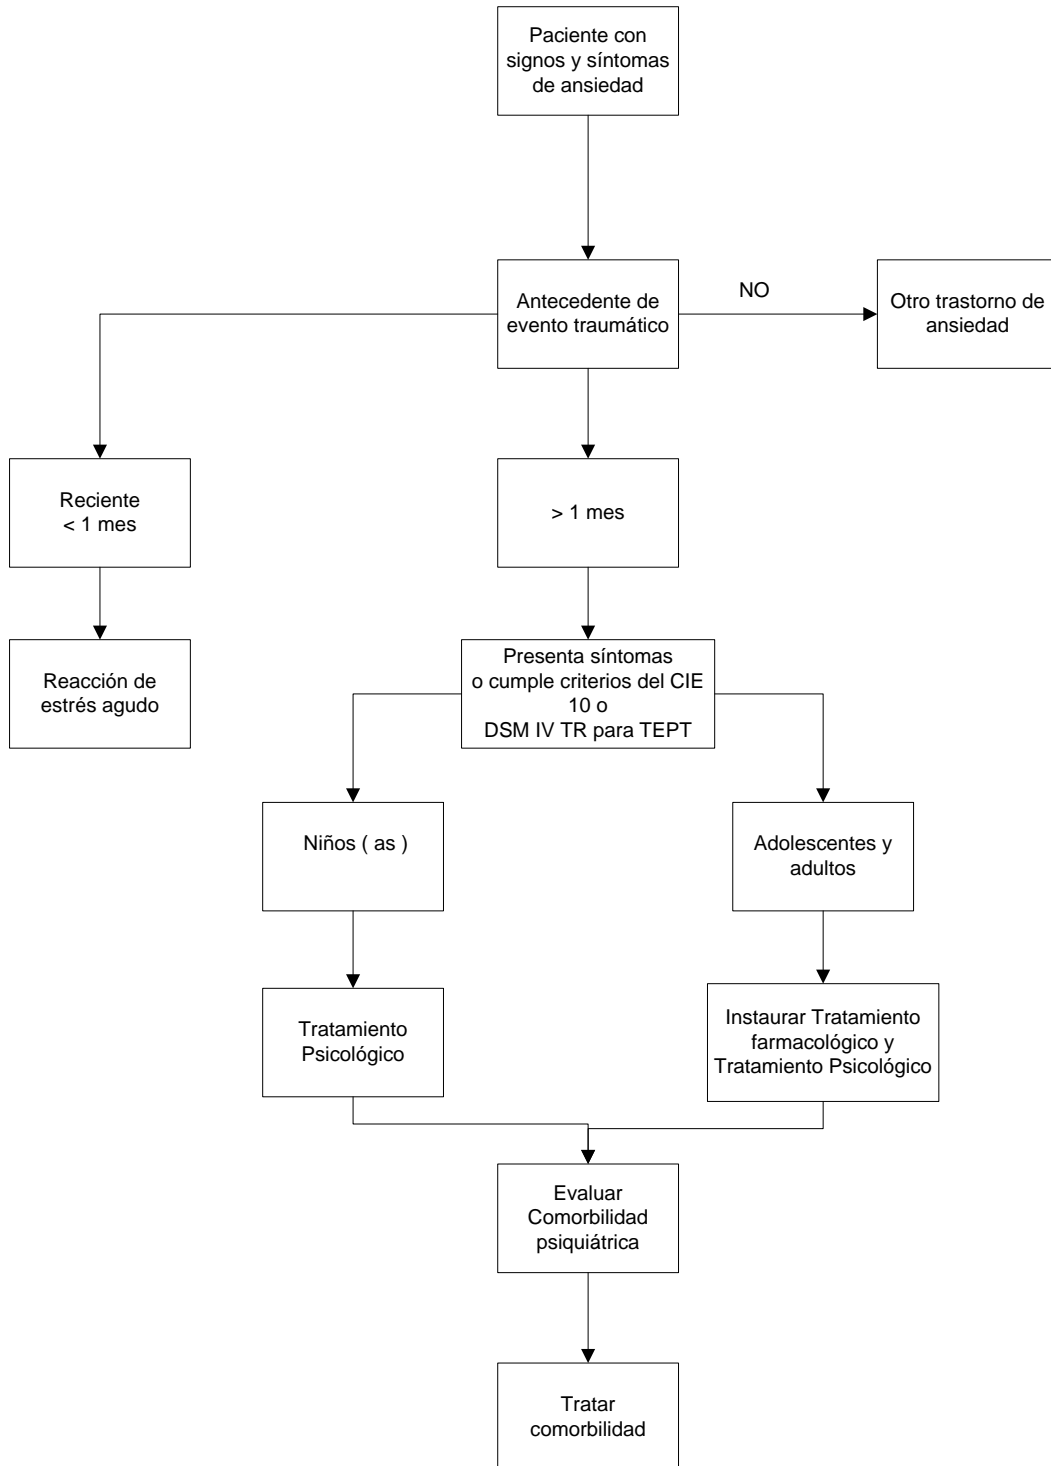 Paciente con
signos y síntomas
de ansiedad
Antecedente de
evento traumático
NO
Otro trastorno de
ansiedad
Reciente
< 1 mes
> 1 mes
Reacción de
estrés agudo
Presenta síntomas
o cumple criterios del CIE
10 o
DSM IV TR para TEPT
Niños ( as )
Adolescentes y
adultos
Tratamiento
Psicológico
Instaurar Tratamiento
farmacológico y
Tratamiento Psicológico
Evaluar
Comorbilidad
psiquiátrica
Tratar
comorbilidad